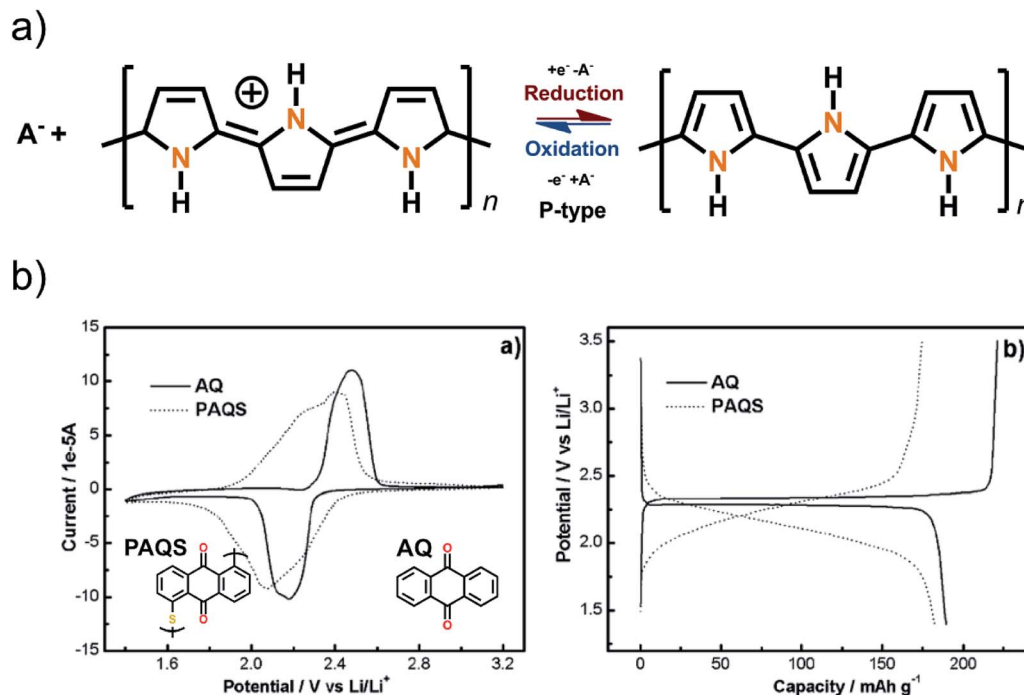 a)
A⁻ +
N
H
⊕
H
N
N
H
n
+e⁻ -A⁻
Reduction
Oxidation
-e⁻ +A⁻
P-type
N
H
H
N
N
H
n
b)
a)
AQ
PAQS
Current / 1e-5A
15
10
5
0
-5
-10
-15
1.6
2.0
2.4
2.8
3.2
Potential / V vs Li/Li⁺
PAQS
O
O
S
AQ
O
O
b)
AQ
PAQS
Potential / V vs Li/Li⁺
3.5
3.0
2.5
2.0
1.5
0
50
100
150
200
Capacity / mAh g⁻¹